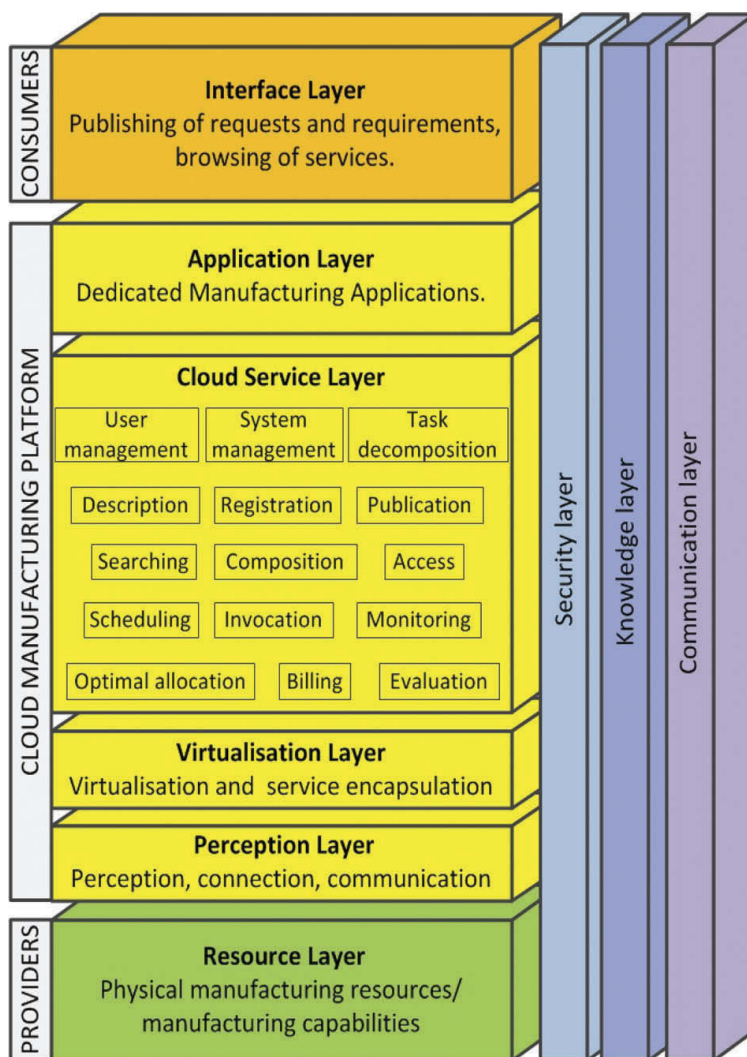 CONSUMERS
Interface Layer
Publishing of requests and requirements,
browsing of services.
CLOUD MANUFACTURING PLATFORM
Application Layer
Dedicated Manufacturing Applications.
Cloud Service Layer
User
management
System
management
Task
decomposition
Description
Registration
Publication
Searching
Composition
Access
Scheduling
Invocation
Monitoring
Optimal allocation
Billing
Evaluation
Virtualisation Layer
Virtualisation and service encapsulation
Perception Layer
Perception, connection, communication
PROVIDERS
Resource Layer
Physical manufacturing resources/
manufacturing capabilities
Security layer
Knowledge layer
Communication layer